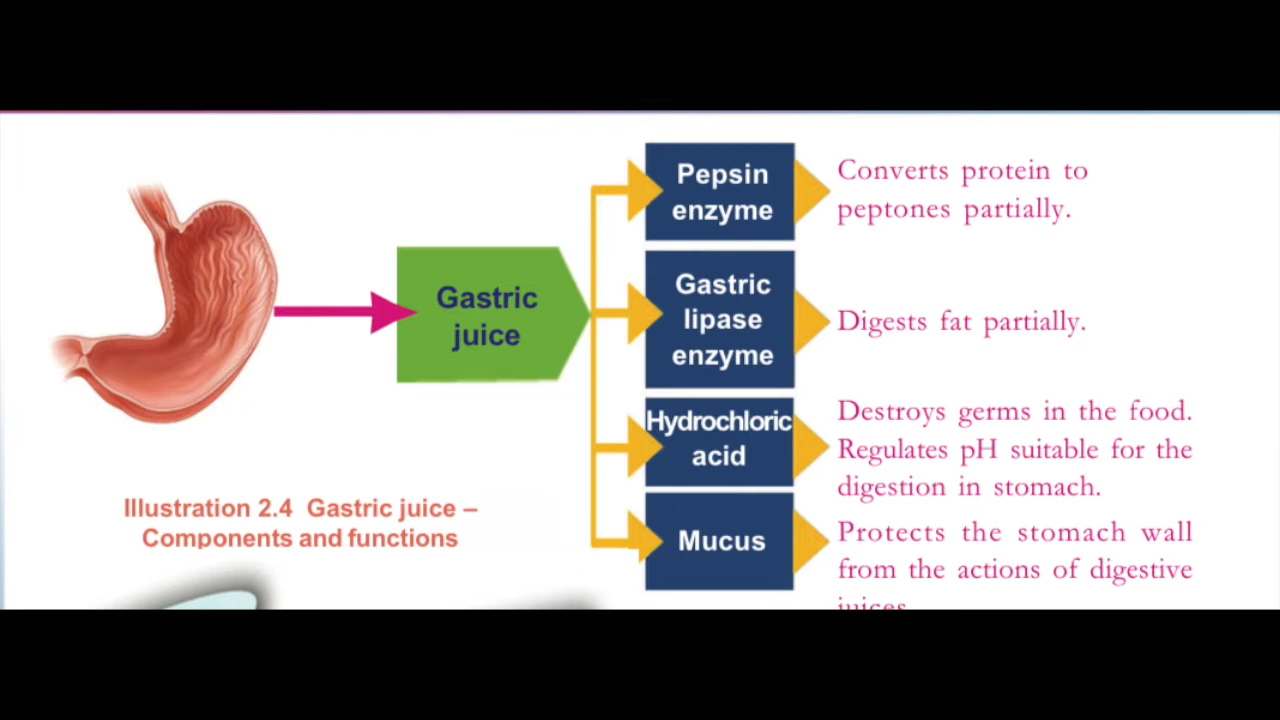 Pepsin
enzyme
Converts protein to
peptones partially.
Gastric
juice
Gastric
lipase
enzyme
Digests fat partially.
Hydrochloric
acid
Destroys germs in the food.
Regulates pH suitable for the
digestion in stomach.
Mucus
Protects the stomach wall
from the actions of digestive
juices
Illustration 2.4 Gastric juice –
Components and functions